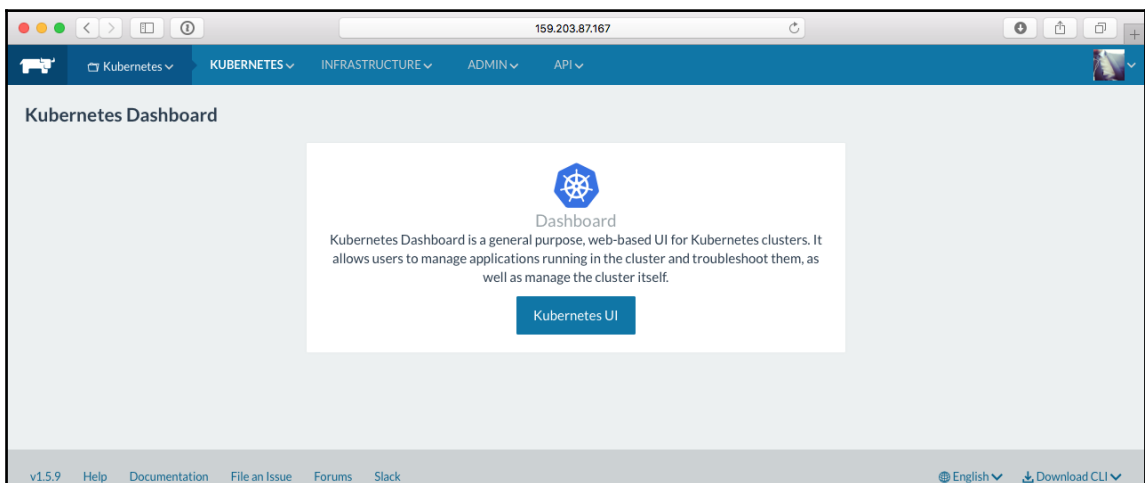 159.203.87.167
Kubernetes KUBERNETES INFRASTRUCTURE ADMIN API
Kubernetes Dashboard
Dashboard
Kubernetes Dashboard is a general purpose, web-based UI for Kubernetes clusters. It
allows users to manage applications running in the cluster and troubleshoot them, as
well as manage the cluster itself.
Kubernetes UI
v1.5.9 Help Documentation File an Issue Forums Slack English Download CLI